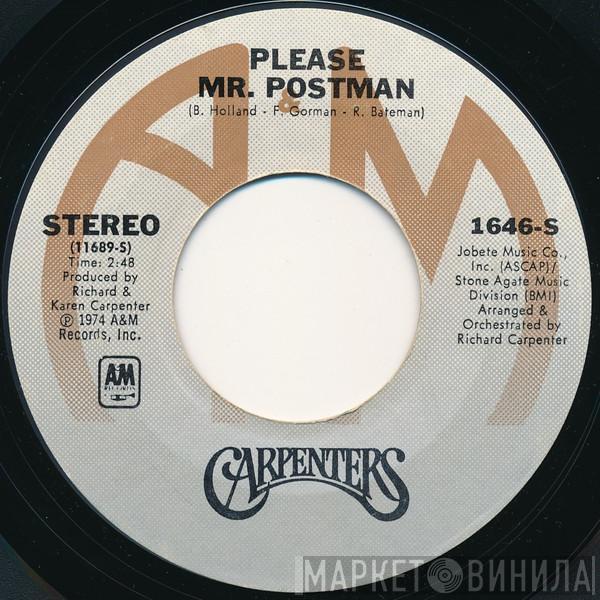 PLEASE
MR. POSTMAN
(B. Holland - F. Gorman - R. Bateman)
A&M
STEREO
(11689-S)
Time: 2:48
Produced by
Richard &
Karen Carpenter
℗ 1974 A&M
Records, Inc.
1646-S
Jobete Music Co.,
Inc. (ASCAP)/
Stone Agate Music
Division (BMI)
Arranged &
Orchestrated by
Richard Carpenter
AM
RECORDS
CARPENTERS
МАРКЕТ ВИНИЛА